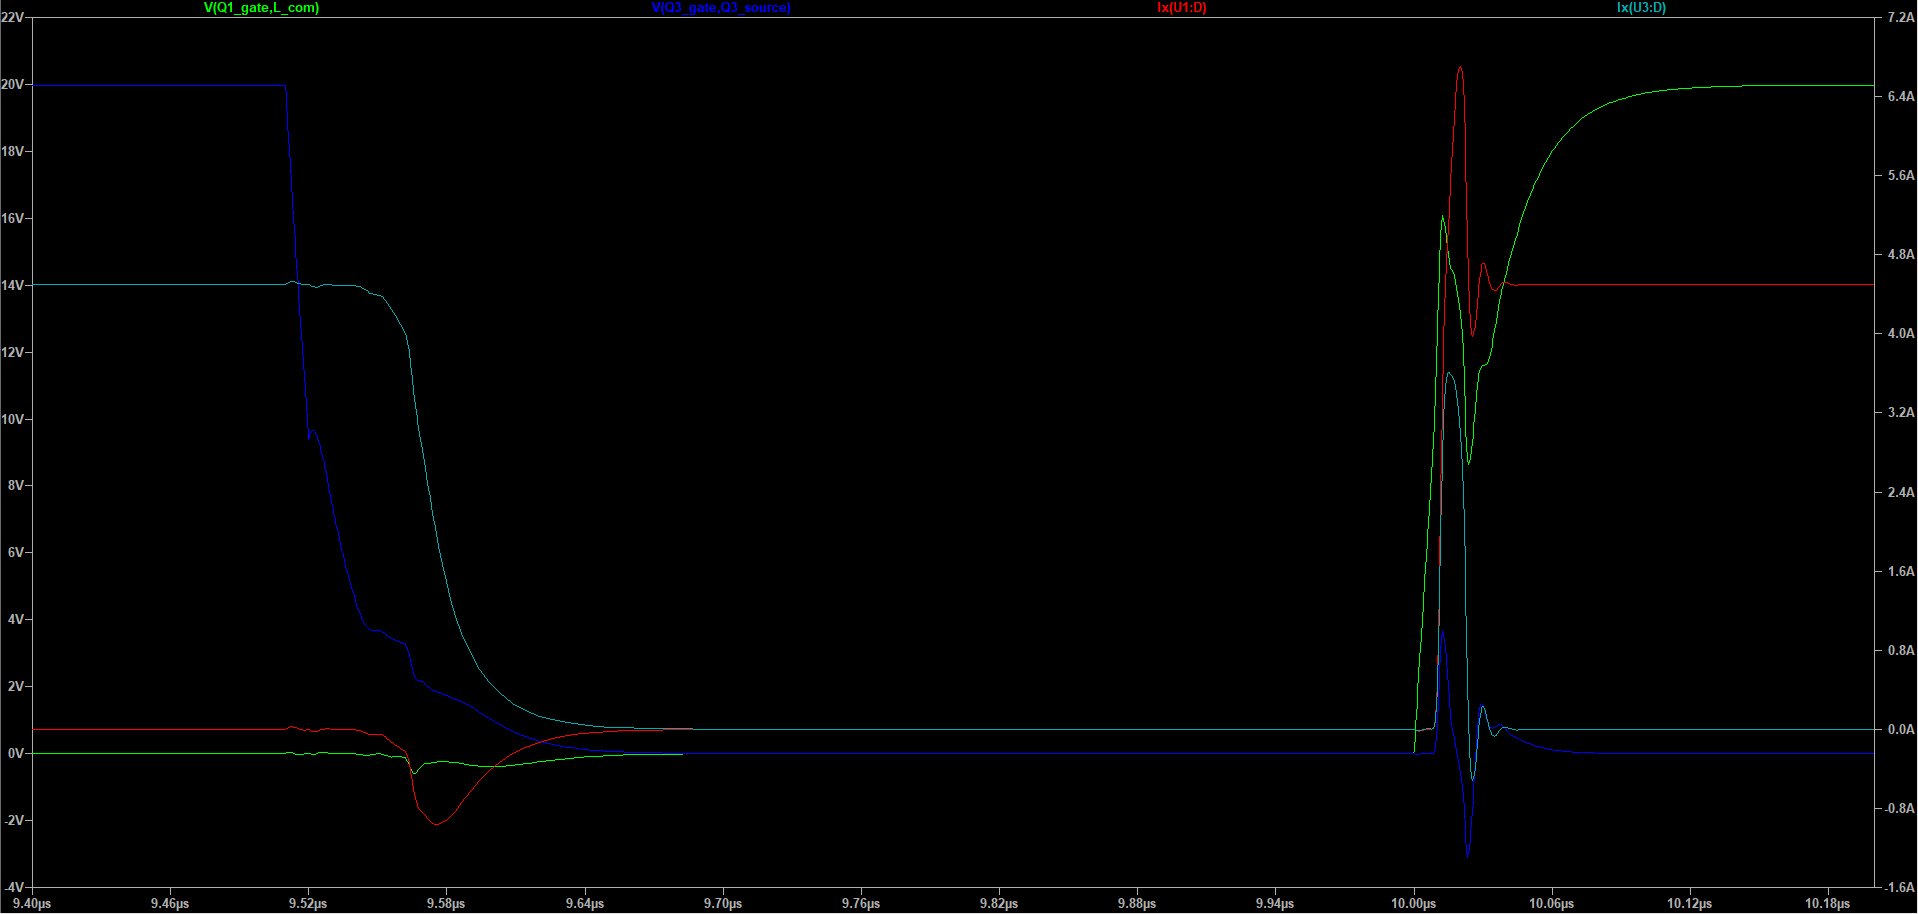 V(Q1_gate,L_com) V(Q3_gate,Q3_source) Ix(U1:D) Ix(U3:D)
22V 7.2A
20V 6.4A
18V 5.6A
16V 4.8A
14V 4.0A
12V 3.2A
10V 2.4A
8V 1.6A
6V 0.8A
4V 0.0A
2V -0.8A
0V -1.6A
-2V
-4V
9.40µs 9.46µs 9.52µs 9.58µs 9.64µs 9.70µs 9.76µs 9.82µs 9.88µs 9.94µs 10.00µs 10.06µs 10.12µs 10.18µs